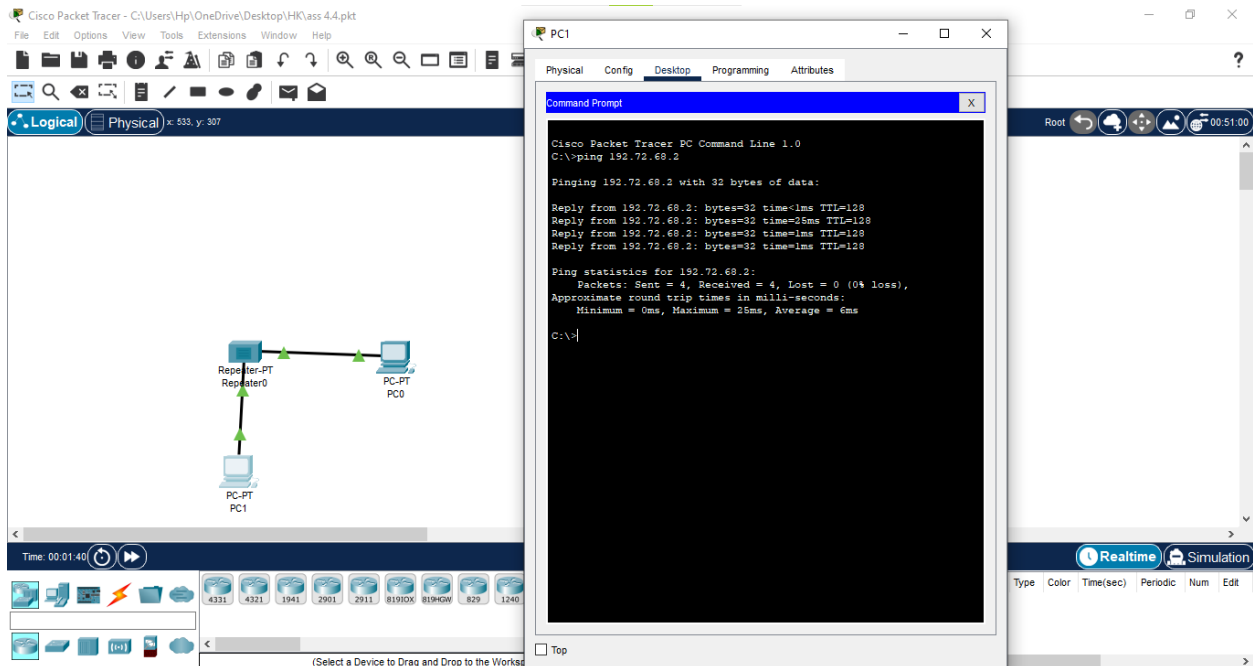 Cisco Packet Tracer - C:\Users\Hp\OneDrive\Desktop\HK\ass 4.4.pkt
File Edit Options View Tools Extensions Window Help
?
Logical
Physical
x: 533, y: 307
Root
00:51:00
PC1
Physical Config Desktop Programming Attributes
Command Prompt
X
Cisco Packet Tracer PC Command Line 1.0
C:\>ping 192.72.68.2
Pinging 192.72.68.2 with 32 bytes of data:
Reply from 192.72.68.2: bytes=32 time<1ms TTL=128
Reply from 192.72.68.2: bytes=32 time=25ms TTL=128
Reply from 192.72.68.2: bytes=32 time=1ms TTL=128
Reply from 192.72.68.2: bytes=32 time=1ms TTL=128
Ping statistics for 192.72.68.2:
Packets: Sent = 4, Received = 4, Lost = 0 (0% loss),
Approximate round trip times in milli-seconds:
Minimum = 0ms, Maximum = 25ms, Average = 6ms
C:\>
Top
Repeater-PT
Repeater0
PC-PT
PC0
PC-PT
PC1
Time: 00:01:40
Realtime
Simulation
4331 4321 1941 2901 2911 819IOX 819HGW 829 1240
Type Color Time(sec) Periodic Num Edit
(Select a Device to Drag and Drop to the Worksp